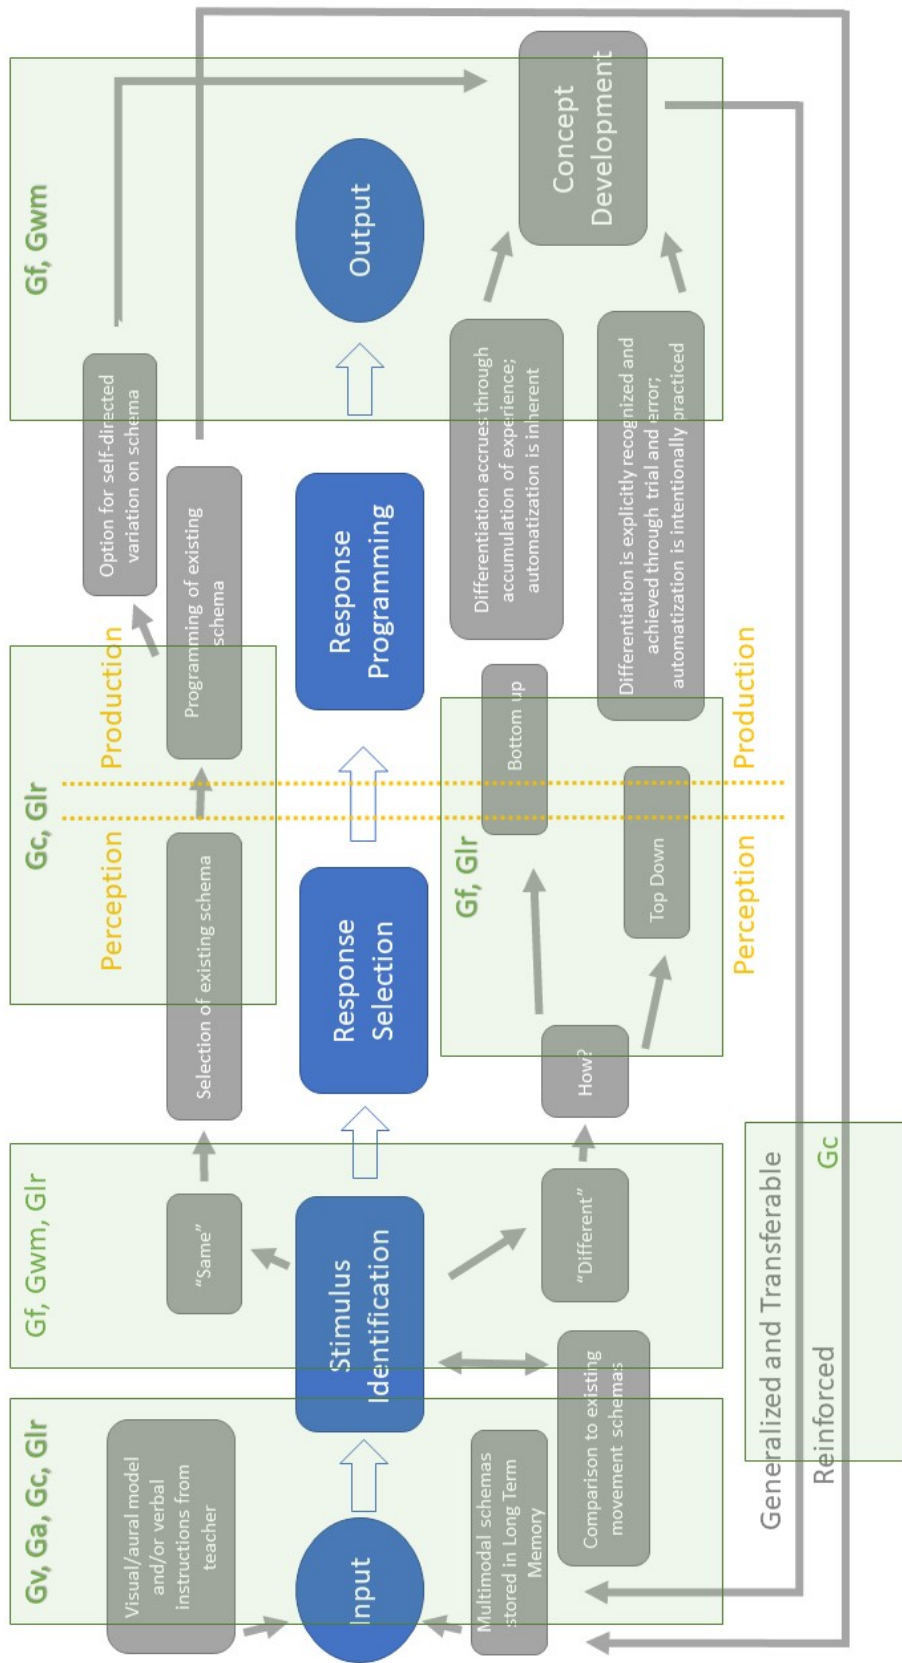 Gv, Ga, Gc, Glr
Gf, Gwm, Glr
Gc, Glr
Gf, Gwm
Perception
Production
Visual/aural model
and/or verbal
instructions from
teacher
"Same"
Selection of existing schema
Programming of existing
schema
Option for self-directed
variation on schema
Input
Stimulus
Identification
Response
Selection
Response
Programming
Output
Multimodal schemas
stored in Long Term
Memory
Comparison to existing
movement schemas
"Different"
How?
Gf, Glr
Bottom up
Top Down
Differentiation accrues through
accumulation of experience;
automatization is inherent
Differentiation is explicitly recognized and
achieved through trial and error;
automatization is intentionally practiced
Concept
Development
Perception
Production
Generalized and Transferable
Reinforced
Gc